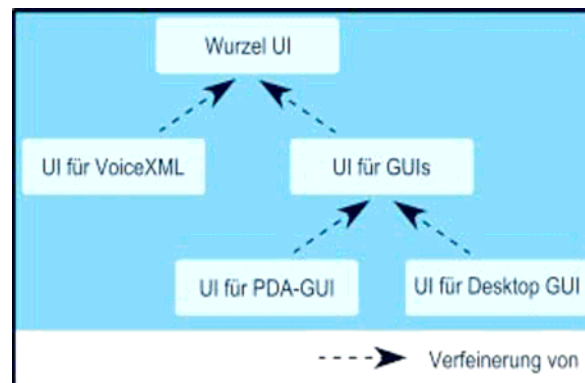 Wurzel UI
UI für VoiceXML
UI für GUIs
UI für PDA-GUI
UI für Desktop GUI
Verfeinerung von